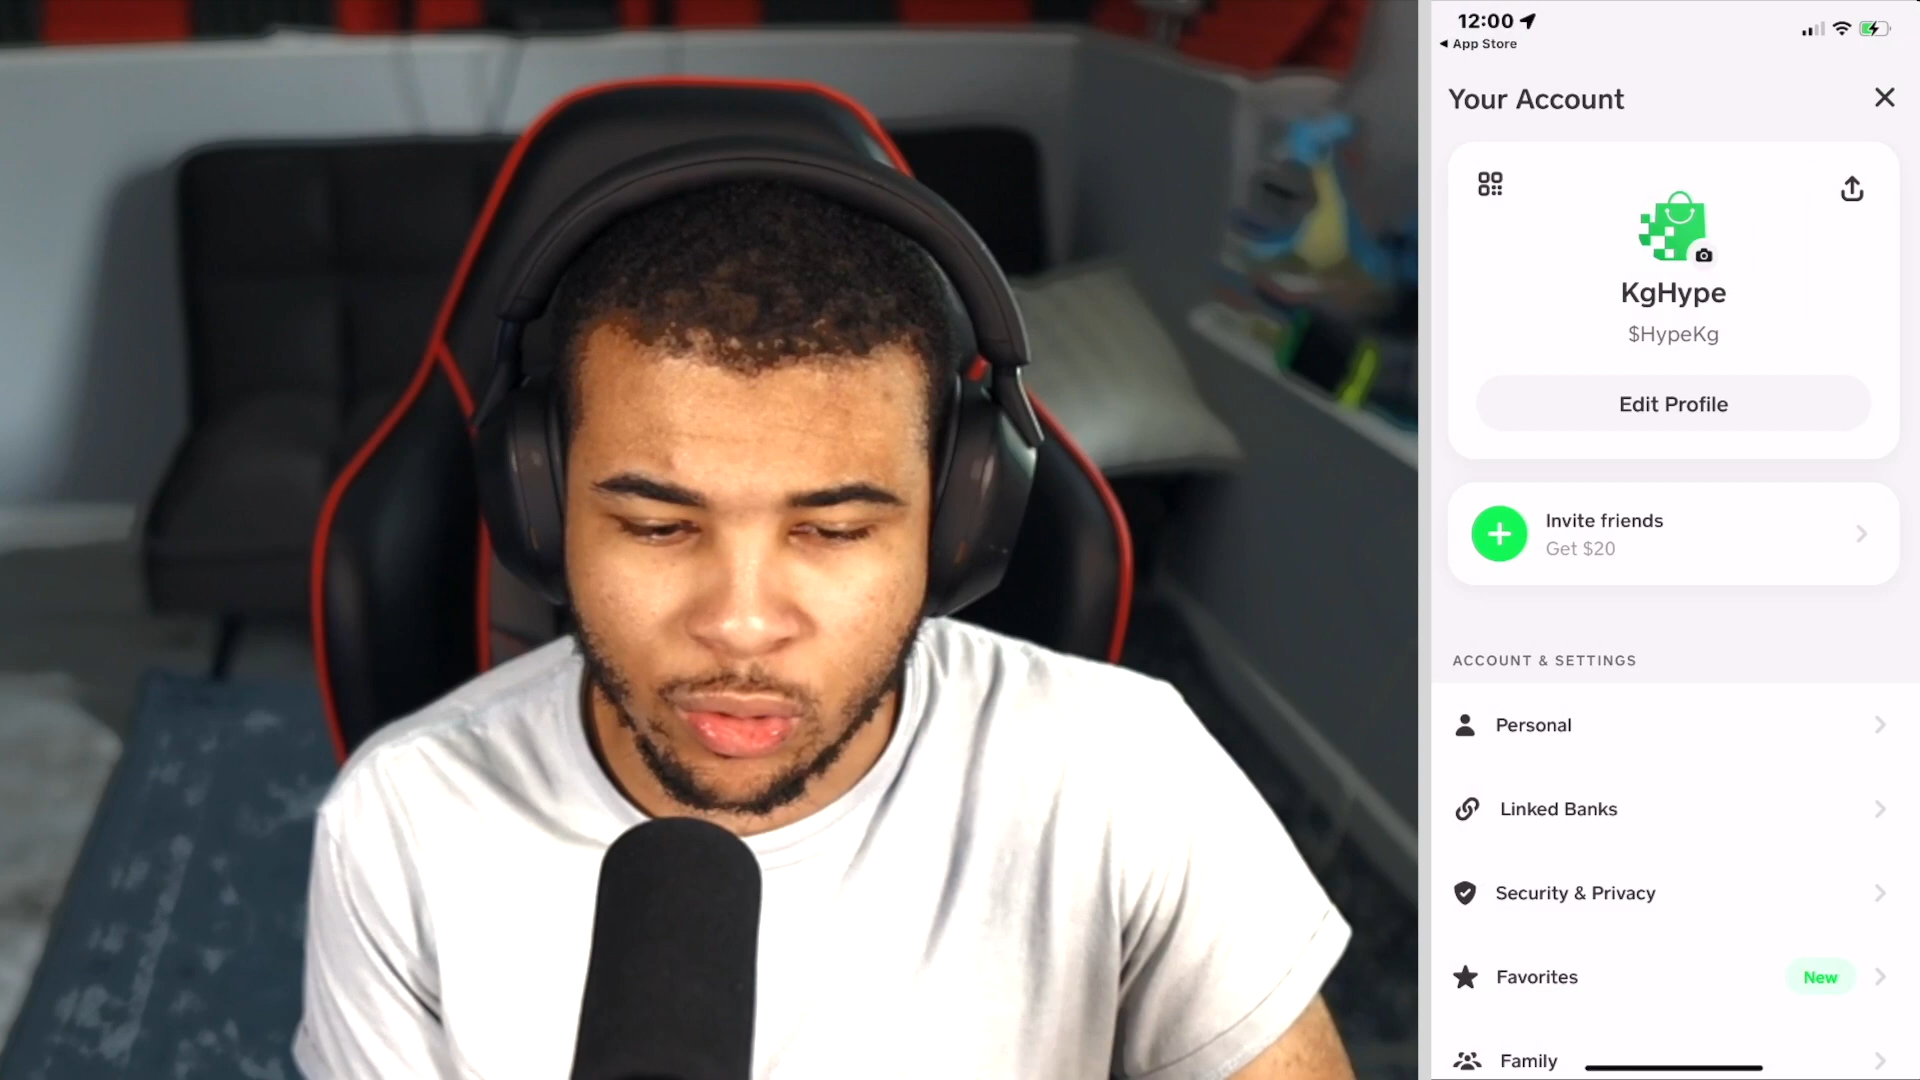 12:00
App Store
Your Account
KgHype
$HypeKg
Edit Profile
Invite friends
Get $20
ACCOUNT & SETTINGS
Personal
Linked Banks
Security & Privacy
Favorites
New
Family